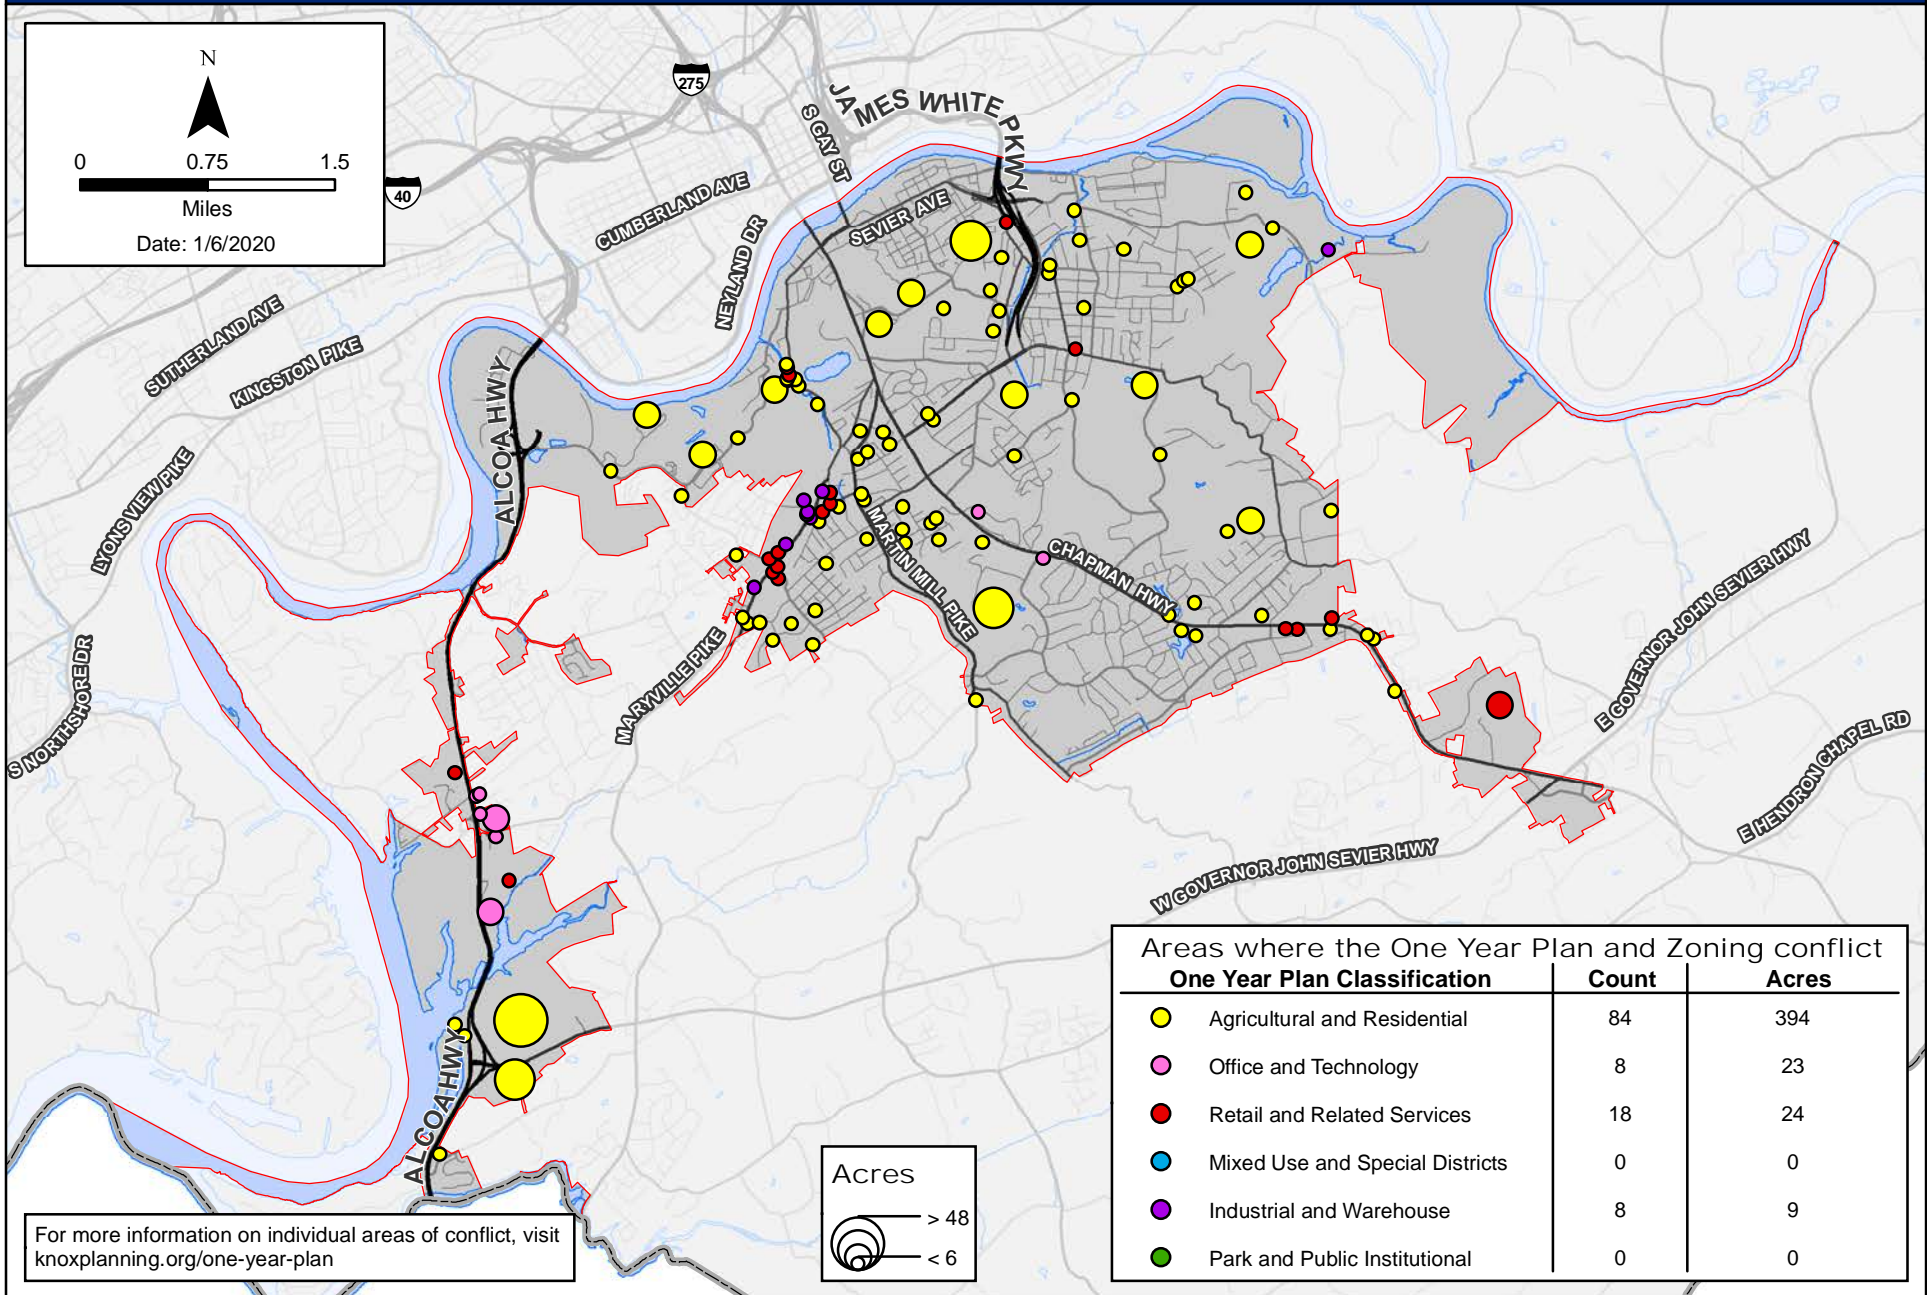 N
0 0.75 1.5
Miles
Date: 1/6/2020
275
40
JAMES WHITE PKWY
S GAY ST
CUMBERLAND AVE
SEVIER AVE
NEYLAND DR
SUTHERLAND AVE
KINGSTON PIKE
ALCOA HWY
LYONS VIEW PIKE
MARTIN MILL PIKE
CHAPMAN HWY
E GOVERNOR JOHN SEVIER HWY
MARYVILLE PIKE
S NORTHSHORE DR
E HENDRON CHAPEL RD
W GOVERNOR JOHN SEVIER HWY
ALCOA HWY
Areas where the One Year Plan and Zoning conflict
One Year Plan Classification Count Acres
Agricultural and Residential 84 394
Office and Technology 8 23
Retail and Related Services 18 24
Mixed Use and Special Districts 0 0
Industrial and Warehouse 8 9
Park and Public Institutional 0 0
Acres
> 48
< 6
For more information on individual areas of conflict, visit
knoxplanning.org/one-year-plan